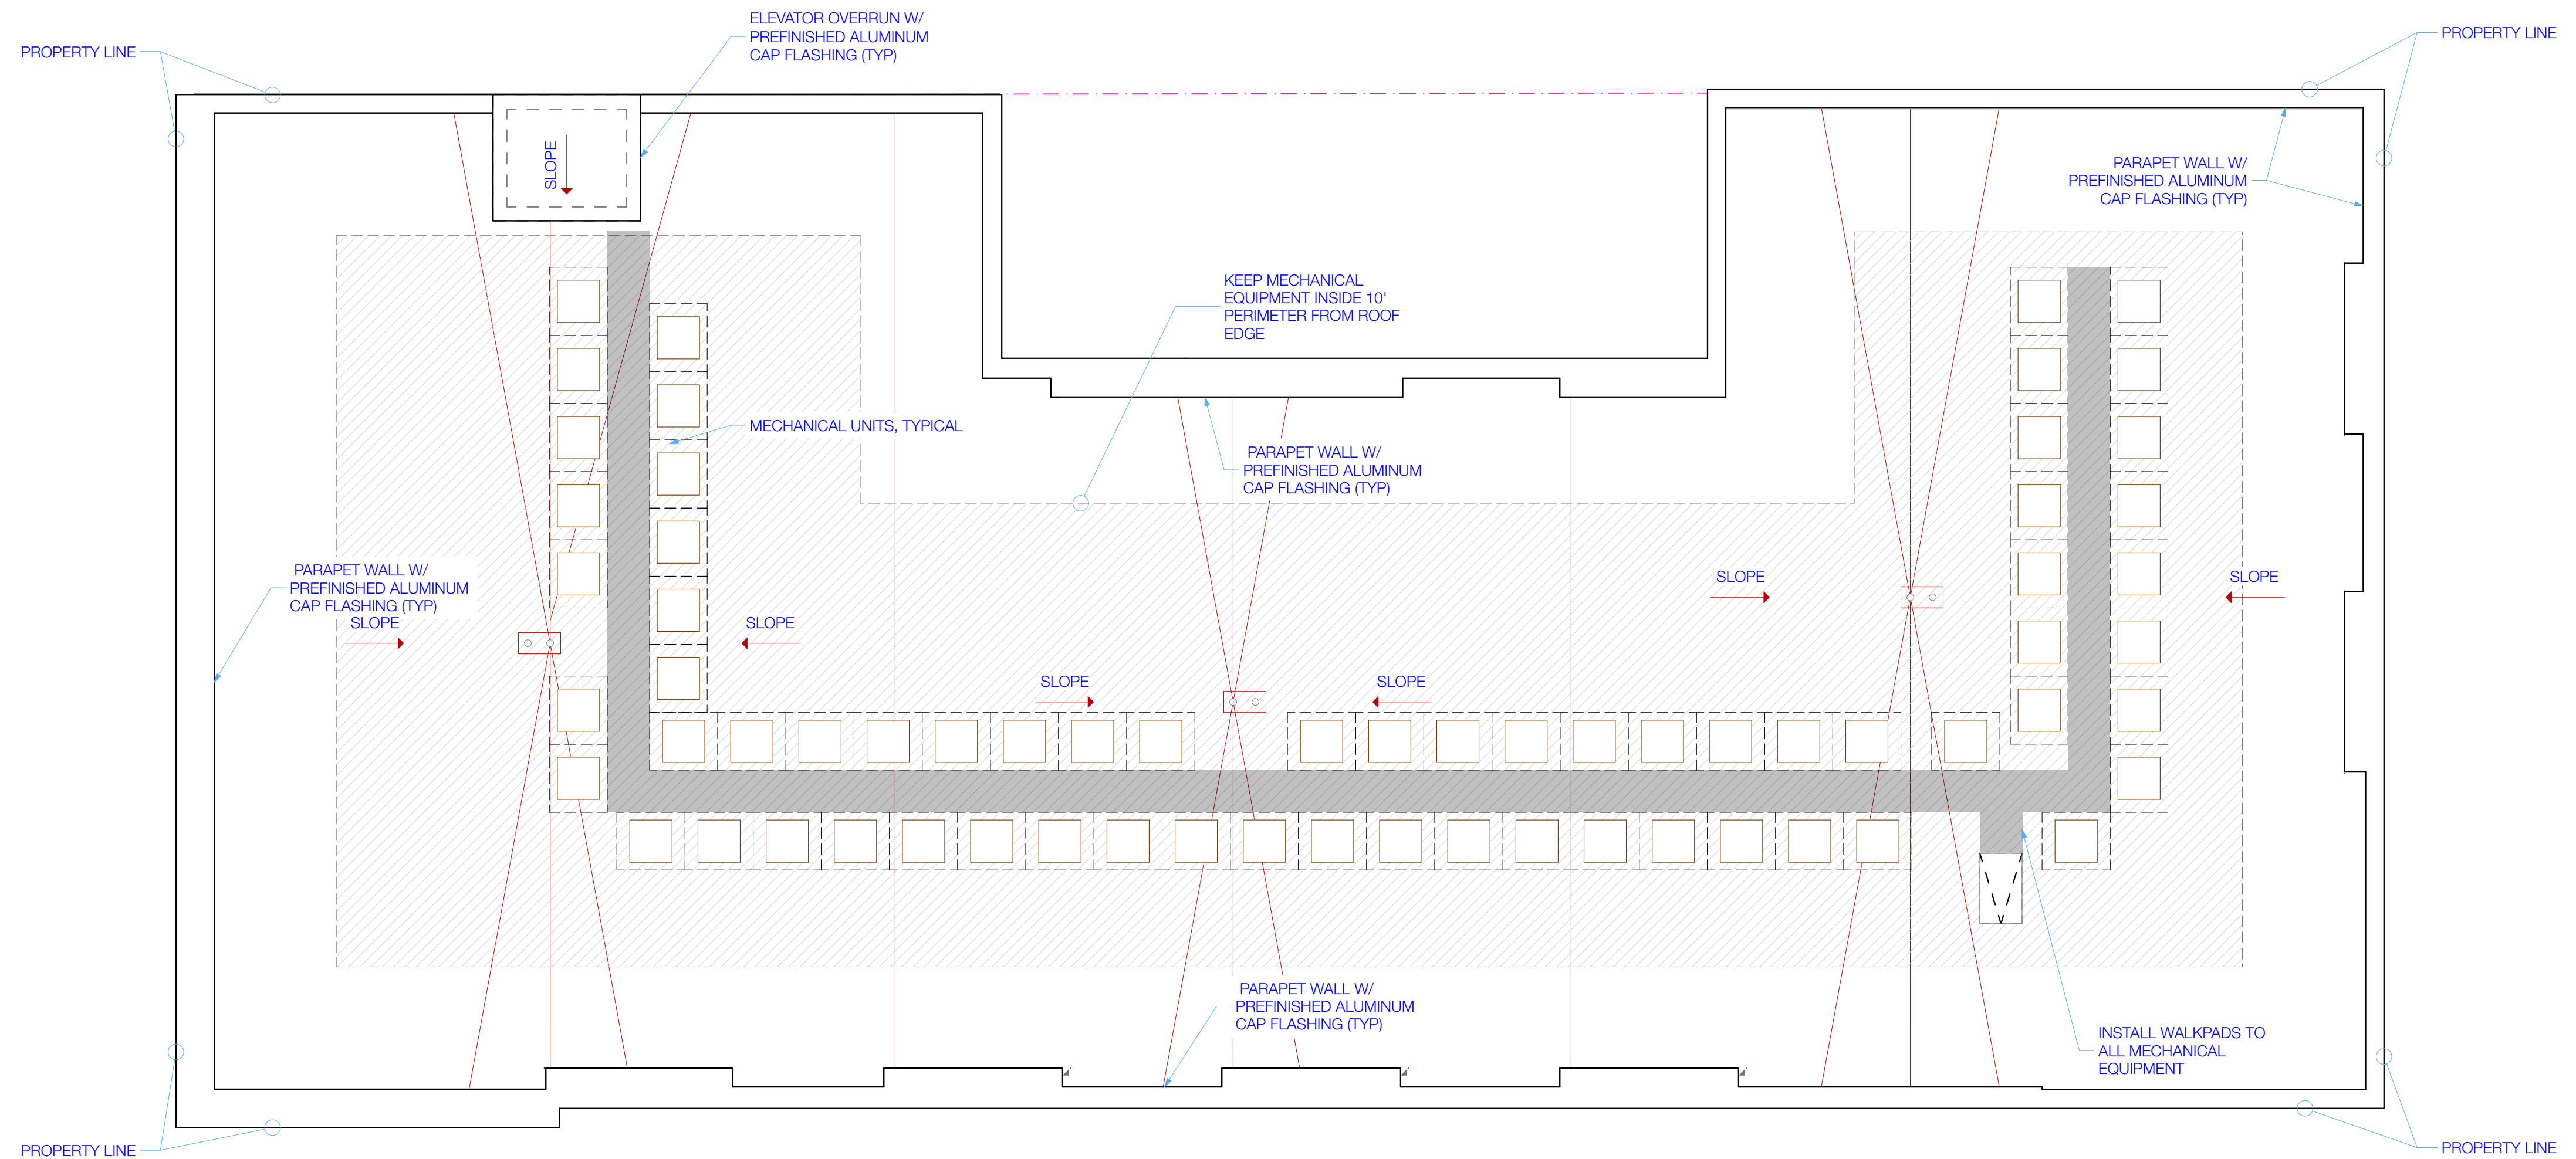 ELEVATOR OVERRUN W/
PREFINISHED ALUMINUM
CAP FLASHING (TYP)
PROPERTY LINE
PROPERTY LINE
SLOPE
PARAPET WALL W/
PREFINISHED ALUMINUM
CAP FLASHING (TYP)
KEEP MECHANICAL
EQUIPMENT INSIDE 10'
PERIMETER FROM ROOF
EDGE
MECHANICAL UNITS, TYPICAL
PARAPET WALL W/
PREFINISHED ALUMINUM
CAP FLASHING (TYP)
PARAPET WALL W/
PREFINISHED ALUMINUM
CAP FLASHING (TYP)
SLOPE
SLOPE
SLOPE
SLOPE
SLOPE
SLOPE
PARAPET WALL W/
PREFINISHED ALUMINUM
CAP FLASHING (TYP)
INSTALL WALKPADS TO
ALL MECHANICAL
EQUIPMENT
PROPERTY LINE
PROPERTY LINE